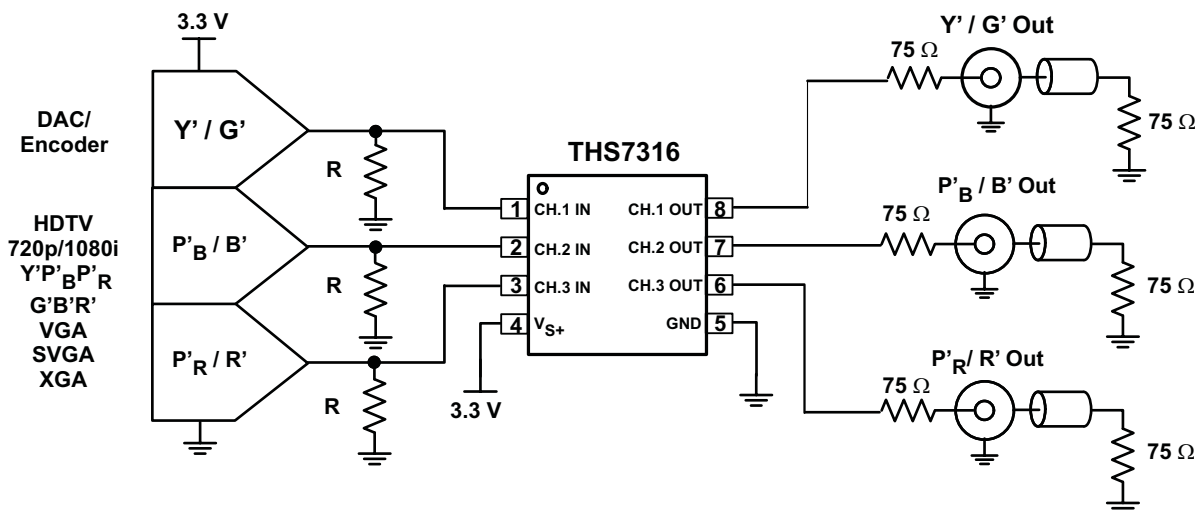 3.3 V
DAC/
Encoder
HDTV
720p/1080i
Y'P'BP'R
G'B'R'
VGA
SVGA
XGA
Y' / G'
P'B / B'
P'R / R'
R
R
R
THS7316
1 CH.1 IN CH.1 OUT 8
2 CH.2 IN CH.2 OUT 7
3 CH.3 IN CH.3 OUT 6
4 VS+ GND 5
3.3 V
Y' / G' Out
75 Ω
75 Ω
P'B / B' Out
75 Ω
75 Ω
P'R/ R' Out
75 Ω
75 Ω